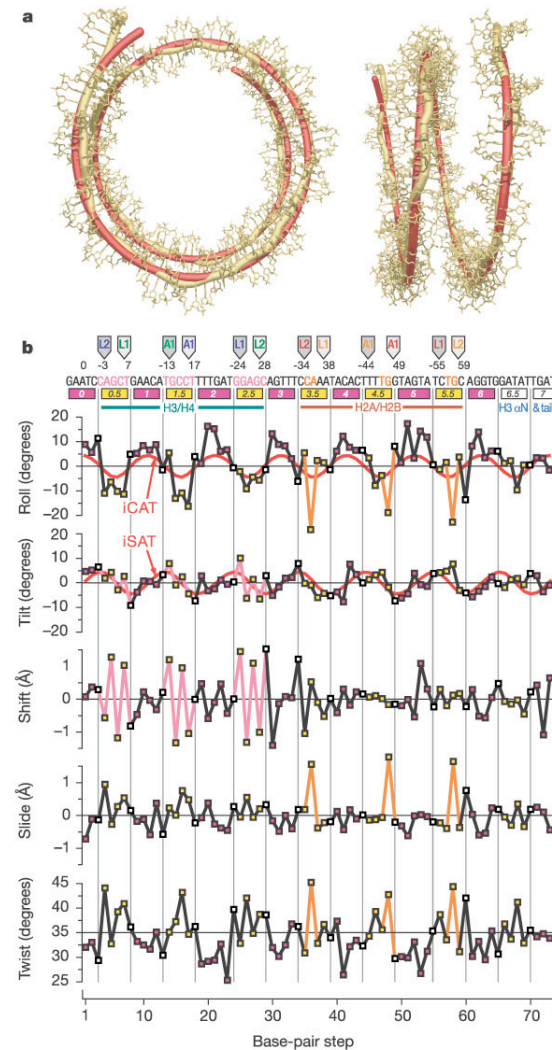 a
b
L2 L1 A1 A1 L1 L2 L2 L1 A1 A1 L1 L2
0 -3 7 -13 17 -24 28 -34 38 -44 49 -55 59
GAATCCAGCTGAACATGCCTTTTGATGGAGCAGTTTCCAAATACACTTTTGGTAGTATCTGCAGGTGGATATTGAT
0 0.5 1 1.5 2 2.5 3 3.5 4 4.5 5 5.5 6 6.5 7
H3/H4 H2A/H2B H3 αN & tail
Roll (degrees)
20
10
0
−10
−20
iCAT
iSAT
Tilt (degrees)
20
10
0
−10
−20
Shift (Å)
1
0
−1
Slide (Å)
1
0
−1
Twist (degrees)
45
40
35
30
25
1 10 20 30 40 50 60 70
Base-pair step